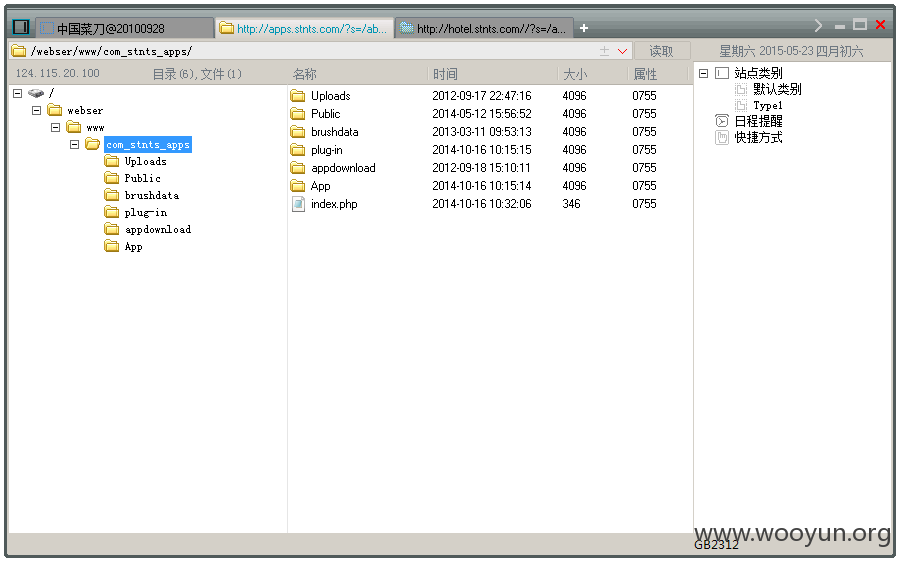 中国菜刀@20100928 http://apps.stnts.com/?s=/ab... http://hotel.stnts.com//?s=/a...
/webser/www/com_stnts_apps/ 读取 星期六 2015-05-23 四月初六
124.115.20.100 目录(6),文件(1) 名称 时间 大小 属性
/
webser
www
com_stnts_apps
Uploads
Public
brushdata
plug-in
appdownload
App
Uploads 2012-09-17 22:47:16 4096 0755
Public 2014-05-12 15:56:52 4096 0755
brushdata 2013-03-11 09:53:13 4096 0755
plug-in 2014-10-16 10:15:15 4096 0755
appdownload 2012-09-18 15:10:11 4096 0755
App 2014-10-16 10:15:14 4096 0755
index.php 2014-10-16 10:32:06 346 0755
站点类别
默认类别
Type1
日程提醒
快捷方式
www.wooyun.org
GB2312